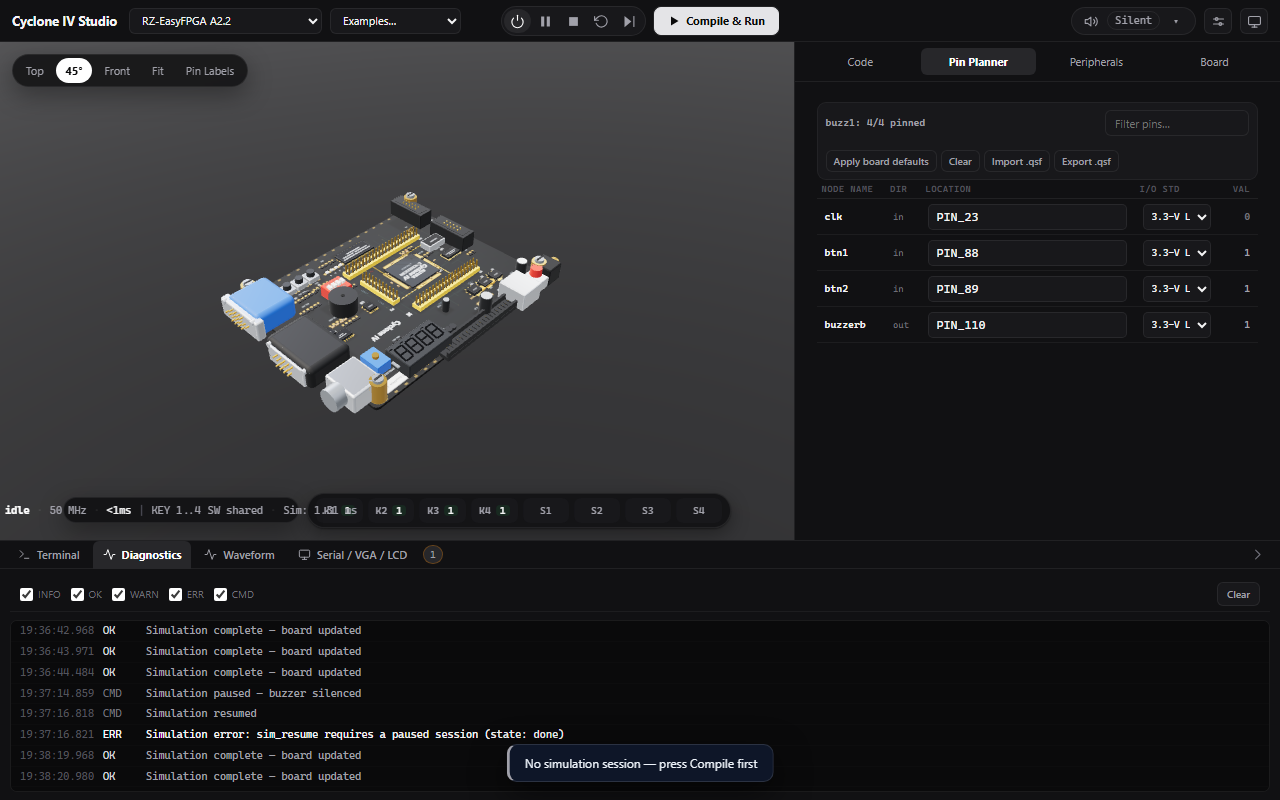 Cyclone IV Studio RZ-EasyFPGA A2.2 Examples... Compile & Run Silent
Top 45° Front Fit Pin Labels
Code Pin Planner Peripherals Board
buzz1: 4/4 pinned Filter pins...
Apply board defaults Clear Import .qsf Export .qsf
NODE NAME DIR LOCATION I/O STD VAL
clk in PIN_23 3.3-V L 0
btn1 in PIN_88 3.3-V L 1
btn2 in PIN_89 3.3-V L 1
buzzerb out PIN_110 3.3-V L 1
Cyclone IV
idle 50 MHz · <1ms | KEY 1..4 SW shared · Sim: K2 1 K3 1 K4 1 S1 S2 S3 S4
Terminal Diagnostics Waveform Serial / VGA / LCD 1
INFO OK WARN ERR CMD Clear
19:36:42.968 OK Simulation complete — board updated
19:36:43.971 OK Simulation complete — board updated
19:36:44.484 OK Simulation complete — board updated
19:37:14.859 CMD Simulation paused — buzzer silenced
19:37:16.818 CMD Simulation resumed
19:37:16.821 ERR Simulation error: sim_resume requires a paused session (state: done)
19:38:19.968 OK Simulation complete — board updated
19:38:20.980 OK Simulation complete — board updated
No simulation session — press Compile first